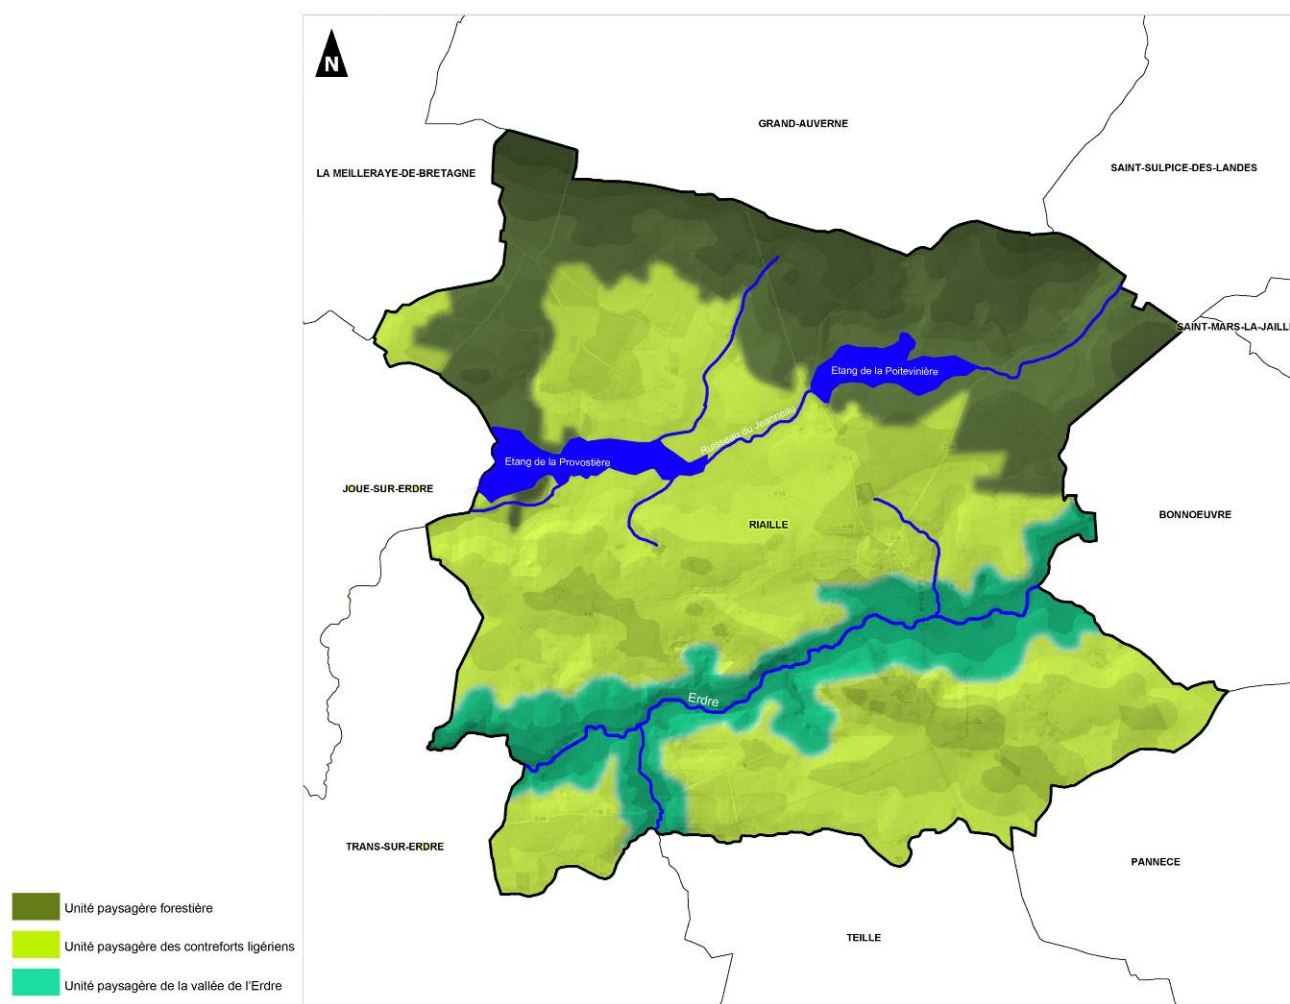 N
GRAND-AUVERNE
LA MEILLERAYE-DE-BRETAGNE
SAINT-SULPICE-DES-LANDES
SAINT-MARS-LA-JAILLE
Etang de la Poitevinière
Ruisseau du Jeanneau
Etang de la Provostière
JOUE-SUR-ERDRE
RIAILLE
BONNOEUVRE
Erdre
TRANS-SUR-ERDRE
PANNECE
TEILLE
Unité paysagère forestière
Unité paysagère des contreforts ligériens
Unité paysagère de la vallée de l'Erdre